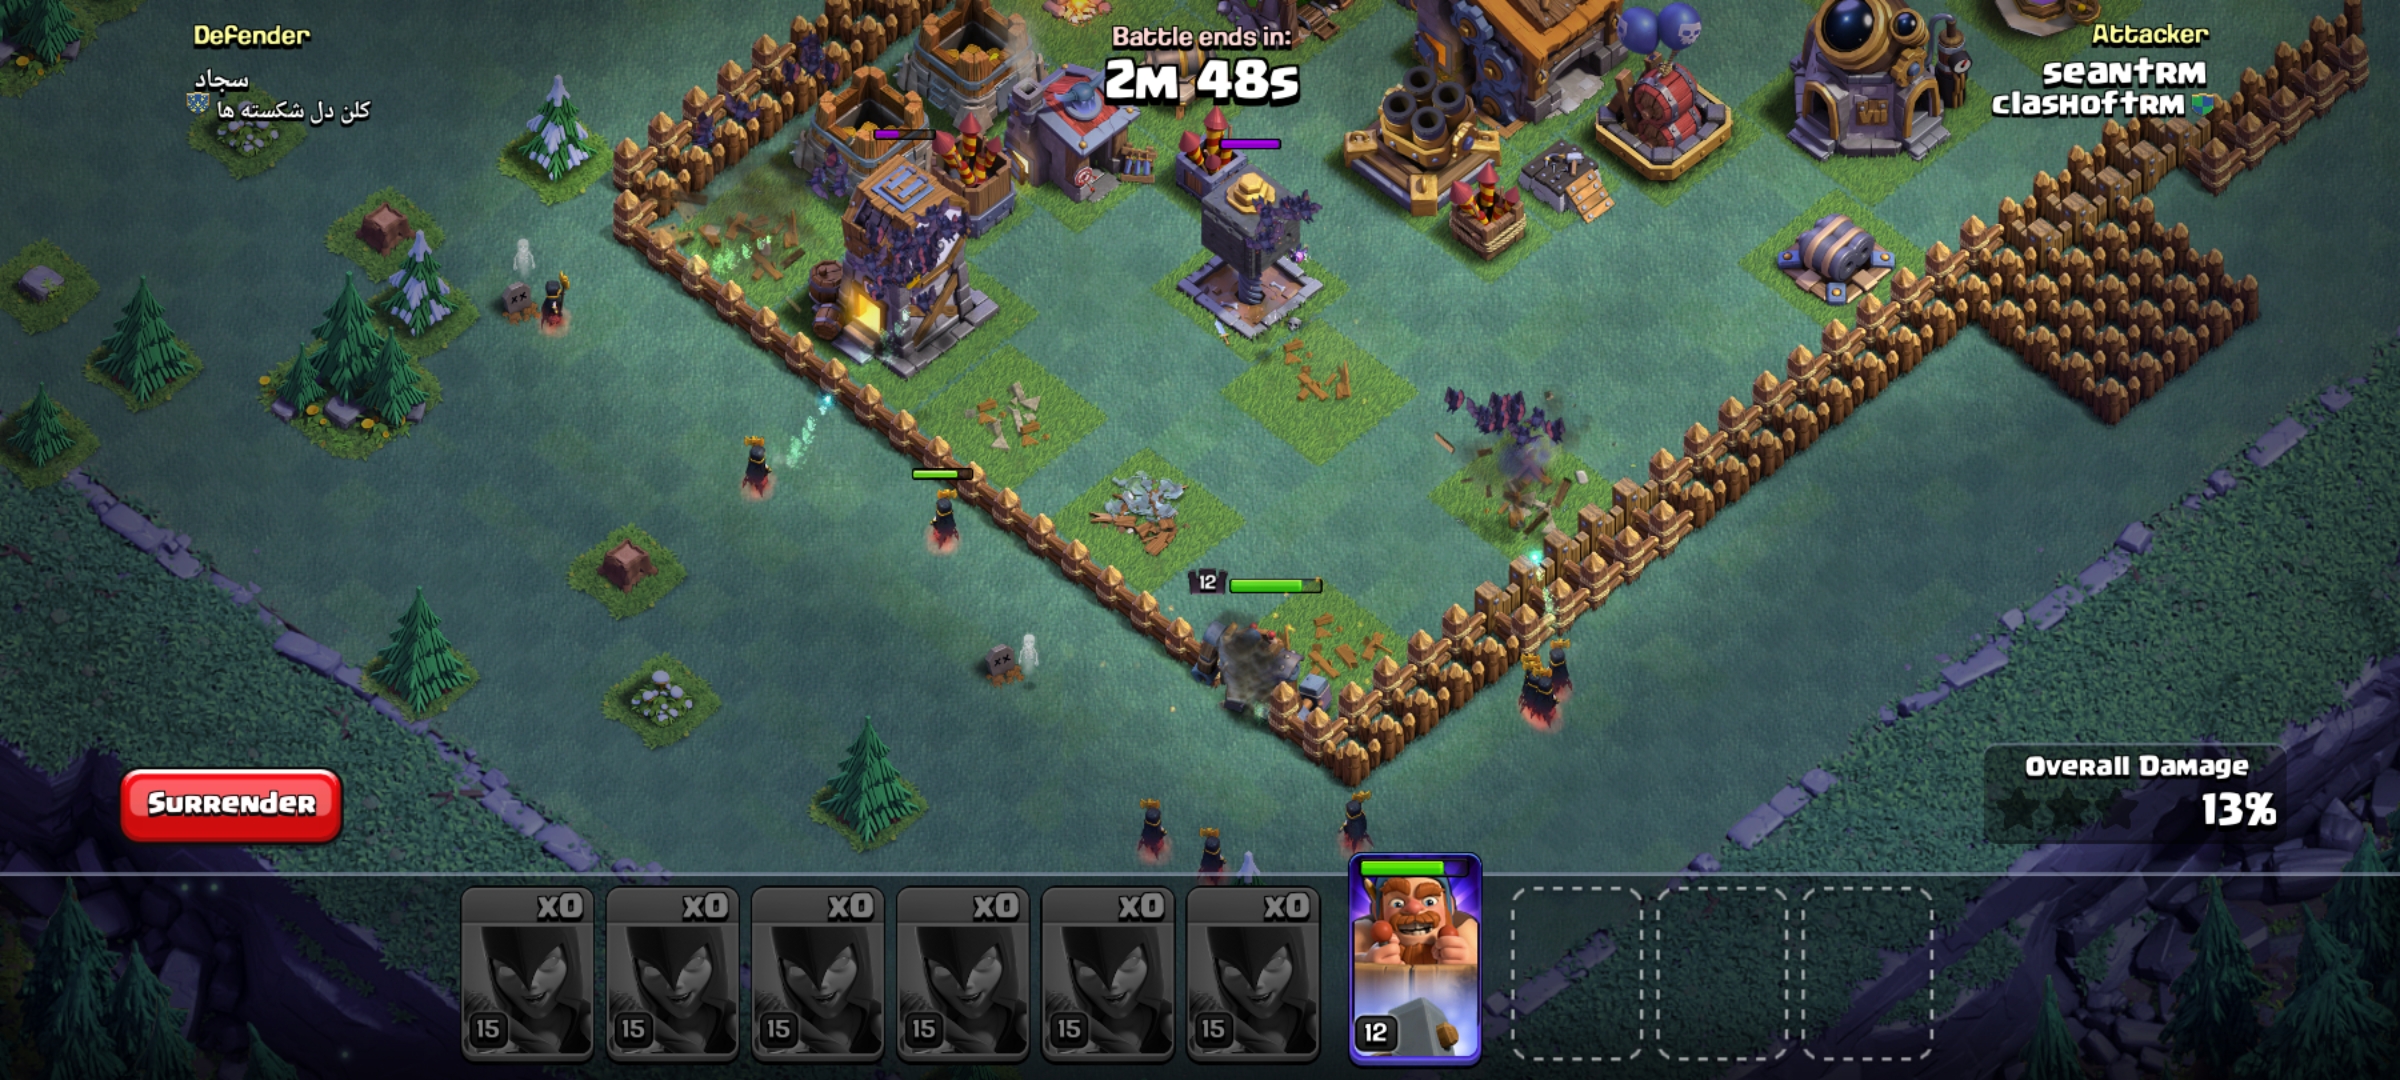 Defender
سجاد
کلن دل شکسته ها
Battle ends in:
2M 48s
Attacker
seantRM
clashoftRM
VII
12
Surrender
Overall Damage
13%
x0 x0 x0 x0 x0 x0
15 15 15 15 15 15 12